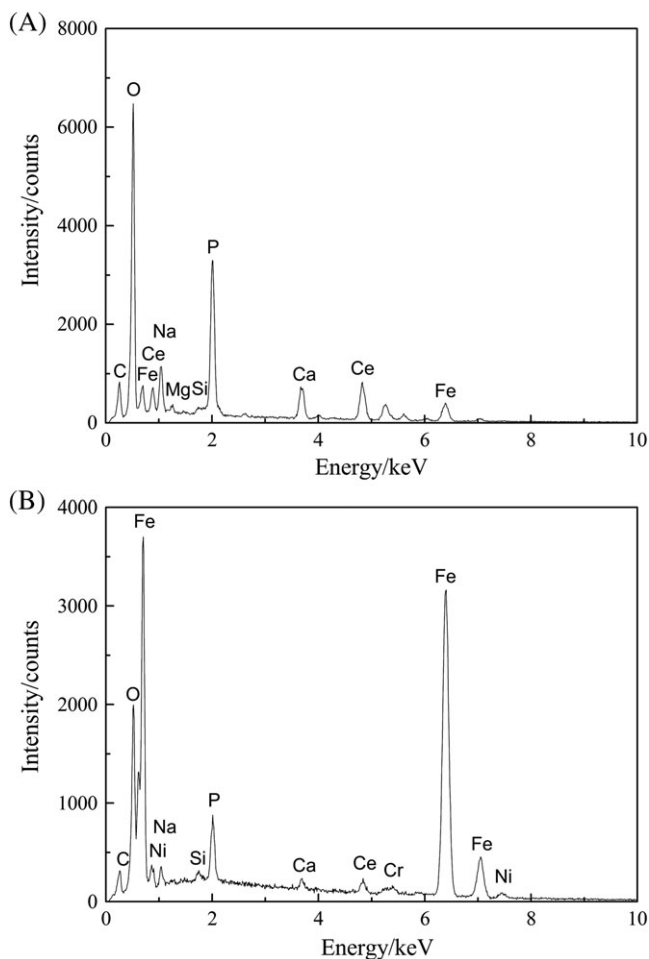 (A)
8000
6000
4000
2000
0
Intensity/counts
O
P
C
Fe
Ce
Na
Mg
Si
Ca
Ce
Fe
0 2 4 6 8 10
Energy/keV
(B)
4000
3000
2000
1000
0
Intensity/counts
Fe
O
C
Na
Ni
Si
P
Ca
Ce
Cr
Fe
Fe
Ni
0 2 4 6 8 10
Energy/keV